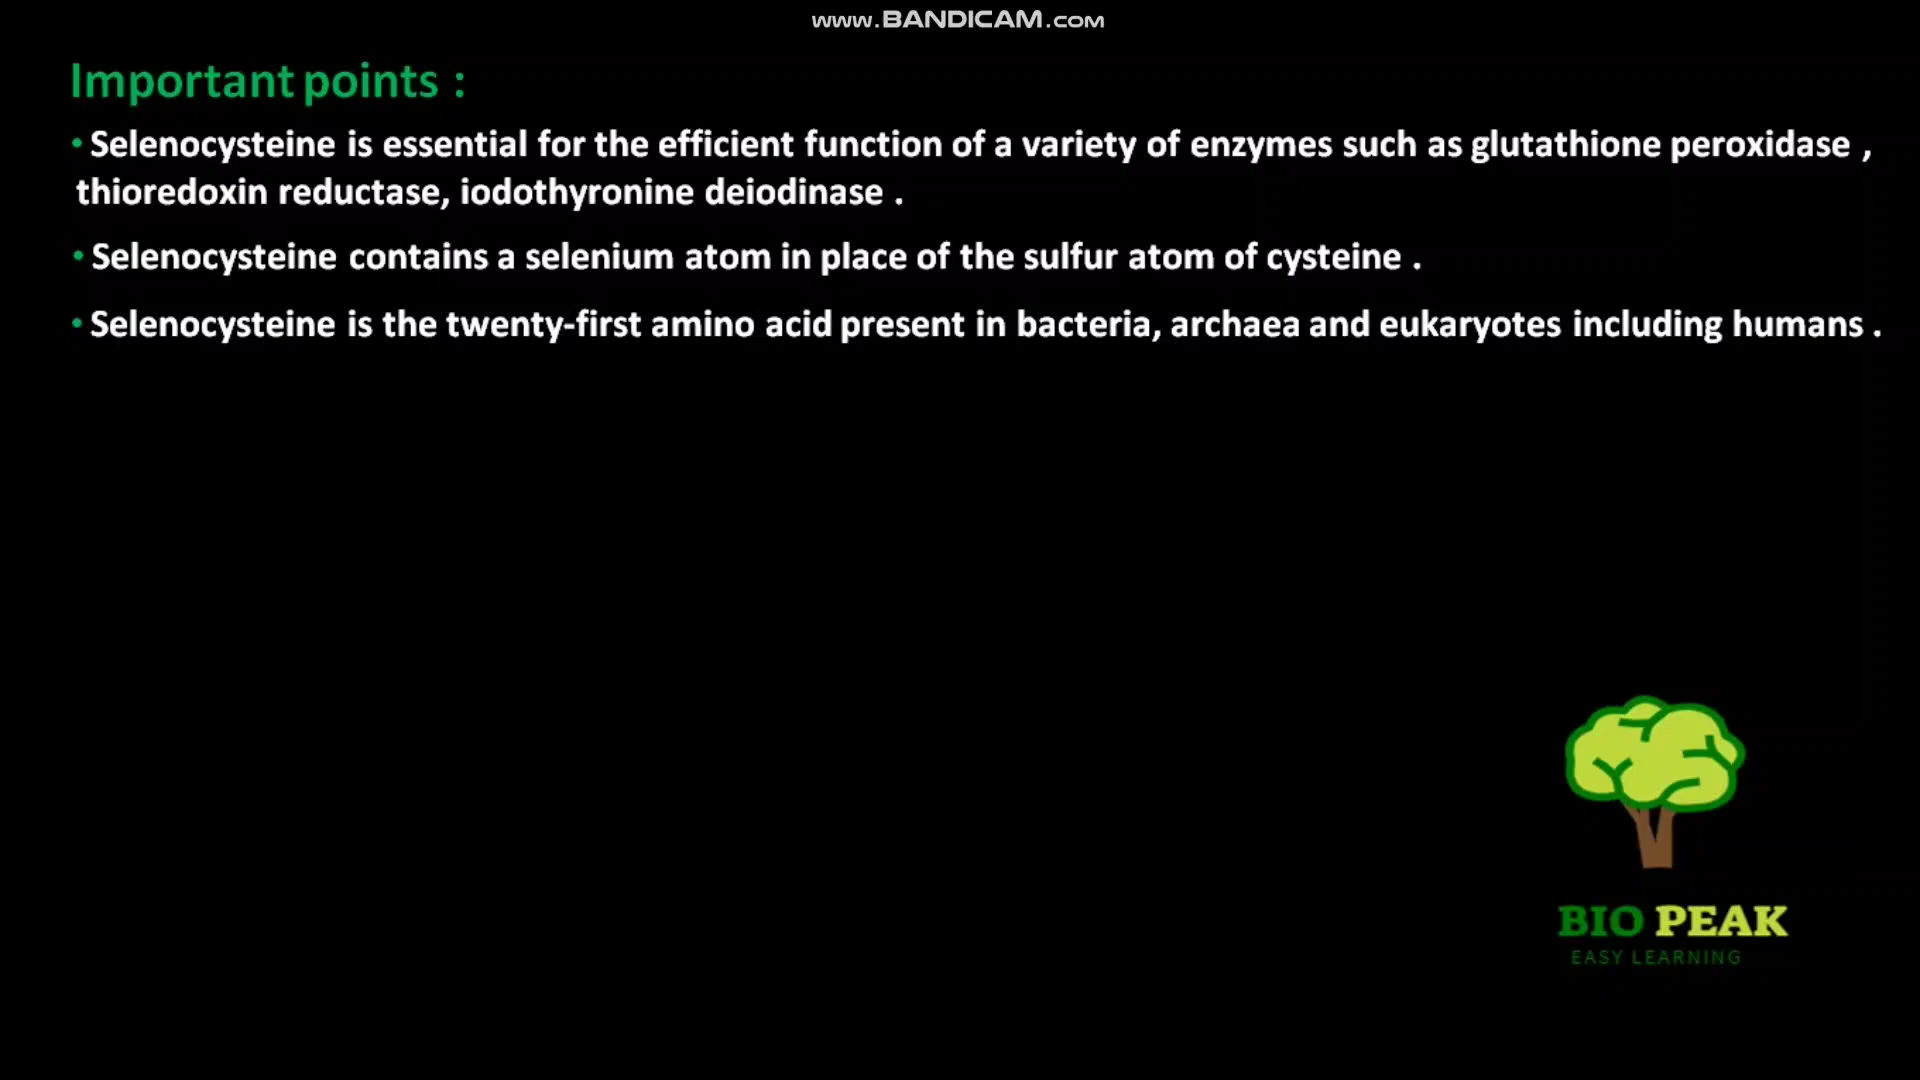 www.BANDICAM.com
Important points :
• Selenocysteine is essential for the efficient function of a variety of enzymes such as glutathione peroxidase ,
thioredoxin reductase, iodothyronine deiodinase .
• Selenocysteine contains a selenium atom in place of the sulfur atom of cysteine .
• Selenocysteine is the twenty-first amino acid present in bacteria, archaea and eukaryotes including humans .
BIO PEAK
EASY LEARNING